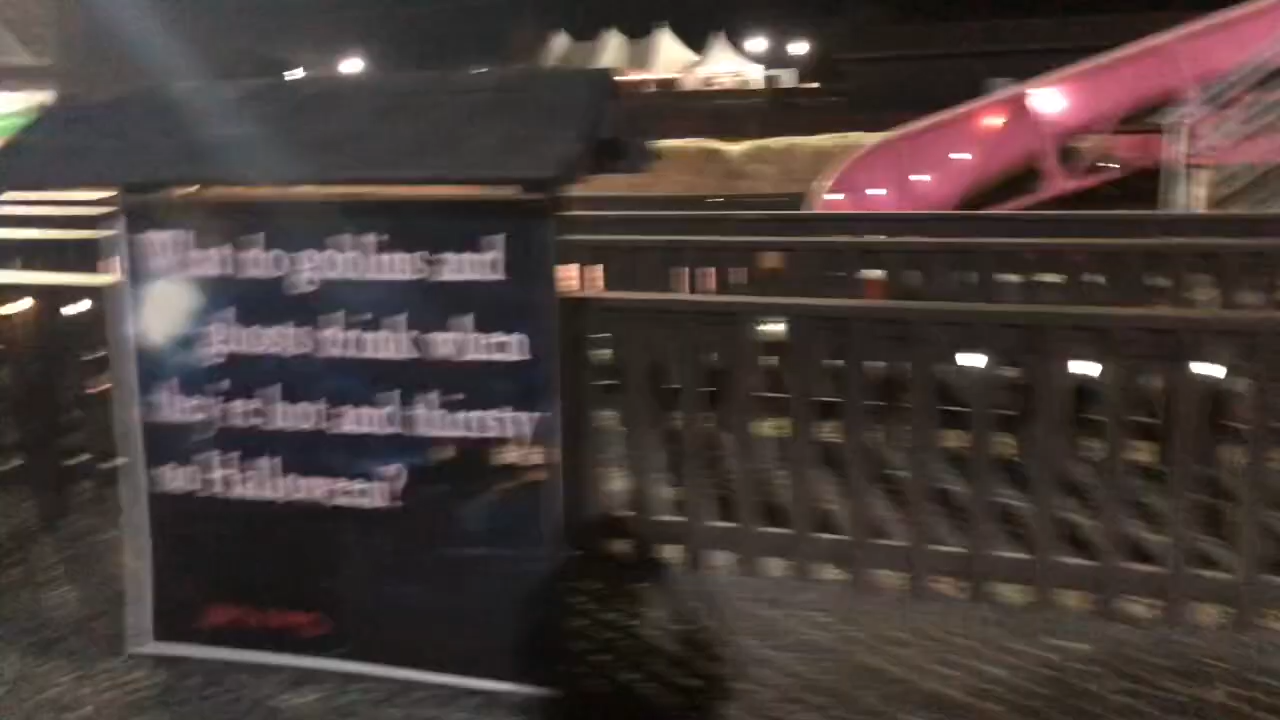 What do goblins and
ghosts drink when
they're hot and thirsty
on Halloween?